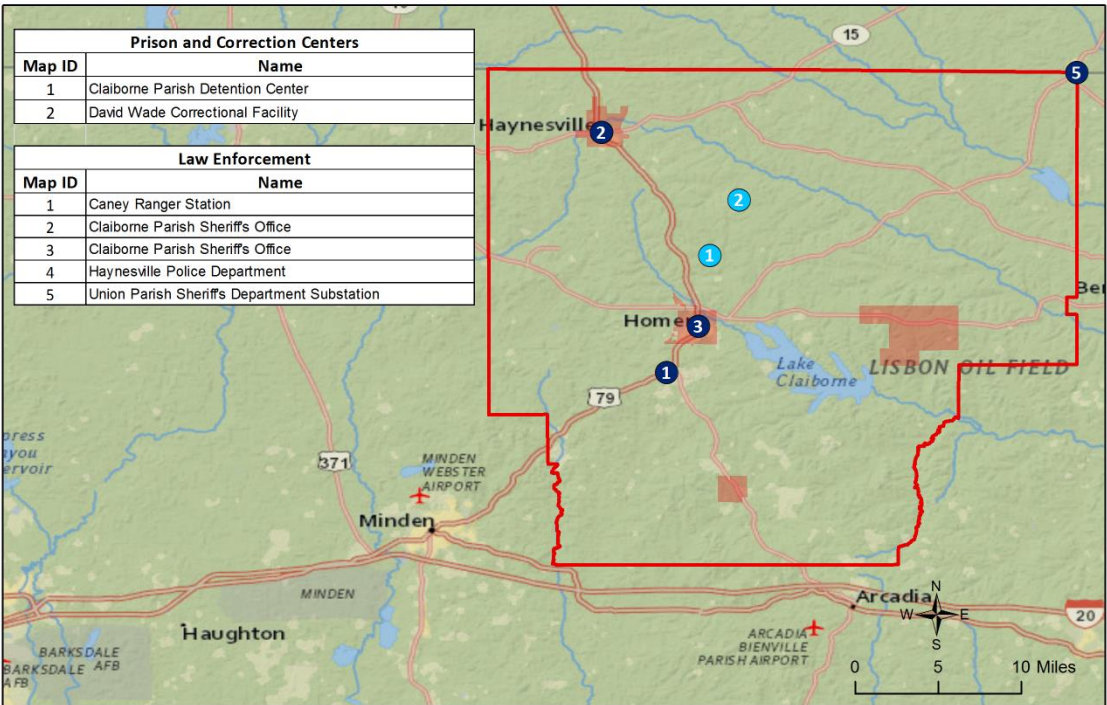 Prison and Correction Centers
Map ID Name
1 Claiborne Parish Detention Center
2 David Wade Correctional Facility
Law Enforcement
Map ID Name
1 Caney Ranger Station
2 Claiborne Parish Sheriff's Office
3 Claiborne Parish Sheriff's Office
4 Haynesville Police Department
5 Union Parish Sheriff's Department Substation
15
5
Haynesville
2
2
1
Ber
Homer
3
Lake
Claiborne
LISBON OIL FIELD
1
79
press
ayou
ervoir
371
MINDEN
WEBSTER
AIRPORT
Minden
MINDEN
Arcadia
N
W E
S
20
Haughton
BARKSDALE
AFB
BARKSDALE
AFB
ARCADIA
BIENVILLE
PARISH AIRPORT
0 5 10 Miles